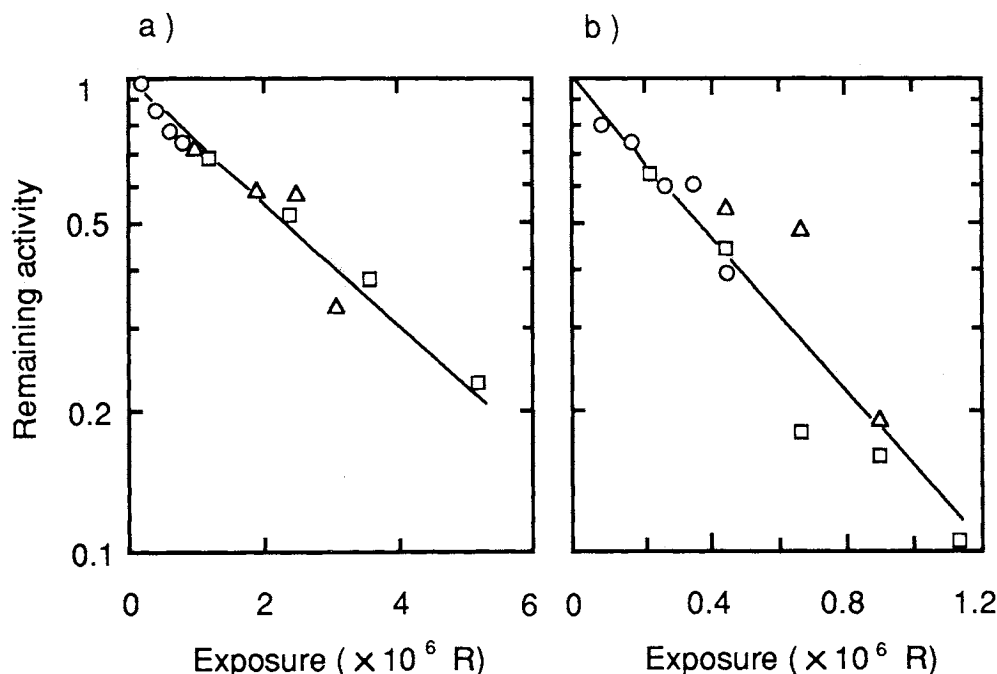 a )
b )
1
0.5
0.2
0.1
Remaining activity
0 2 4 6
0 0.4 0.8 1.2
Exposure ( × 10⁶ R)
Exposure ( × 10⁶ R)